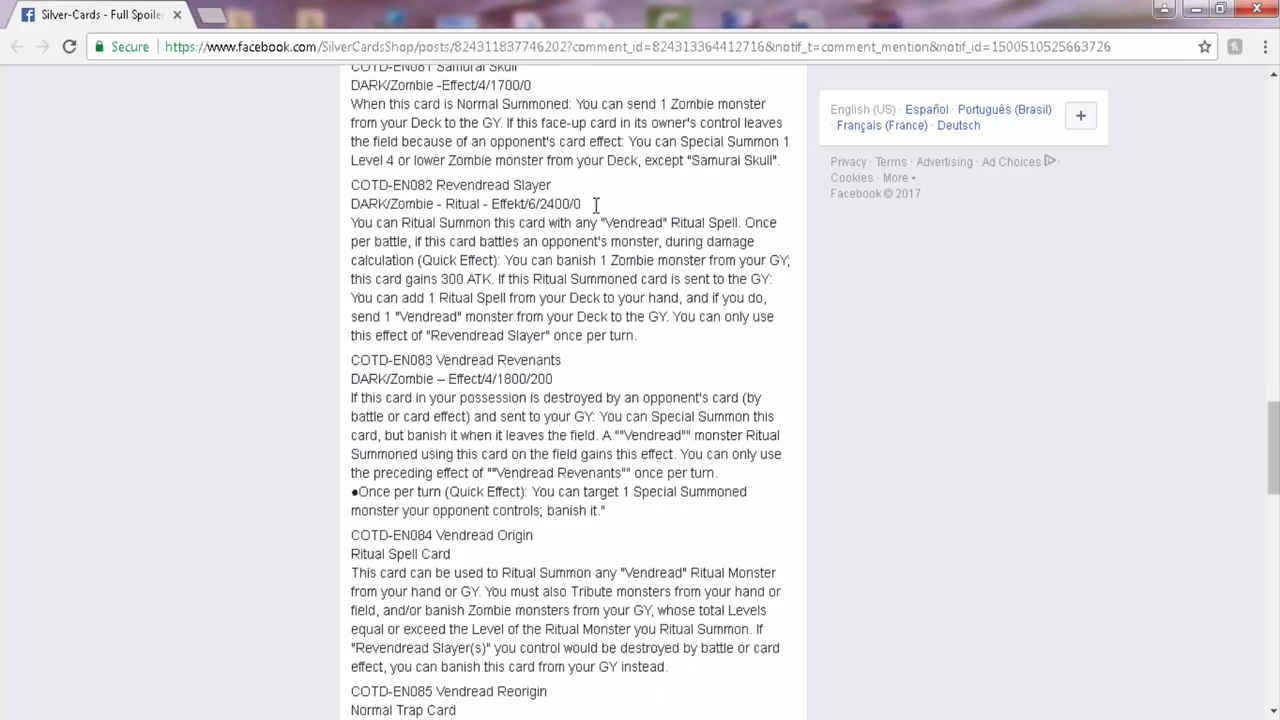 Silver-Cards - Full Spoiler
Secure
https://www.facebook.com/SilverCardsShop/posts/824311837746202?comment_id=824313364412716&notif_t=comment_mention&notif_id=1500510525663726
COTD-EN081 Samurai Skull
DARK/Zombie -Effect/4/1700/0
When this card is Normal Summoned: You can send 1 Zombie monster
from your Deck to the GY. If this face-up card in its owner's control leaves
the field because of an opponent's card effect: You can Special Summon 1
Level 4 or lower Zombie monster from your Deck, except "Samurai Skull".
COTD-EN082 Revendread Slayer
DARK/Zombie - Ritual - Effekt/6/2400/0
You can Ritual Summon this card with any "Vendread" Ritual Spell. Once
per battle, if this card battles an opponent's monster, during damage
calculation (Quick Effect): You can banish 1 Zombie monster from your GY;
this card gains 300 ATK. If this Ritual Summoned card is sent to the GY:
You can add 1 Ritual Spell from your Deck to your hand, and if you do,
send 1 "Vendread" monster from your Deck to the GY. You can only use
this effect of "Revendread Slayer" once per turn.
COTD-EN083 Vendread Revenants
DARK/Zombie – Effect/4/1800/200
If this card in your possession is destroyed by an opponent's card (by
battle or card effect) and sent to your GY: You can Special Summon this
card, but banish it when it leaves the field. A ""Vendread"" monster Ritual
Summoned using this card on the field gains this effect. You can only use
the preceding effect of ""Vendread Revenants"" once per turn.
●Once per turn (Quick Effect): You can target 1 Special Summoned
monster your opponent controls; banish it."
COTD-EN084 Vendread Origin
Ritual Spell Card
This card can be used to Ritual Summon any "Vendread" Ritual Monster
from your hand or GY. You must also Tribute monsters from your hand or
field, and/or banish Zombie monsters from your GY, whose total Levels
equal or exceed the Level of the Ritual Monster you Ritual Summon. If
"Revendread Slayer(s)" you control would be destroyed by battle or card
effect, you can banish this card from your GY instead.
COTD-EN085 Vendread Reorigin
Normal Trap Card
English (US) · Español · Português (Brasil) ·
Français (France) · Deutsch
Privacy · Terms · Advertising · Ad Choices ·
Cookies · More
Facebook © 2017